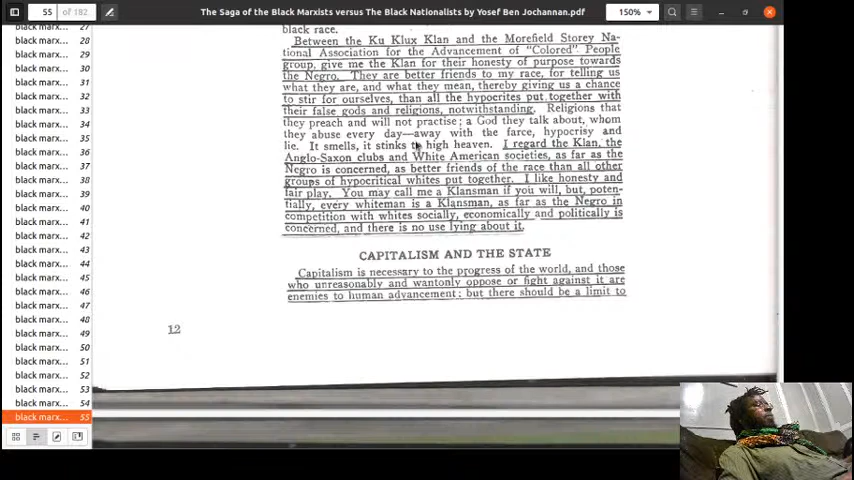 55 of 182
The Saga of the Black Marxists versus The Black Nationalists by Yosef Ben Jochannan.pdf
150%
black marx... 27
black marx... 28
black marx... 29
black marx... 30
black marx... 31
black marx... 32
black marx... 33
black marx... 34
black marx... 35
black marx... 36
black marx... 37
black marx... 38
black marx... 39
black marx... 40
black marx... 41
black marx... 42
black marx... 43
black marx... 44
black marx... 45
black marx... 46
black marx... 47
black marx... 48
black marx... 49
black marx... 50
black marx... 51
black marx... 52
black marx... 53
black marx... 54
black marx... 55
black race.
Between the Ku Klux Klan and the Morefield Storey Na-
tional Association for the Advancement of "Colored" People
group, give me the Klan for their honesty of purpose towards
the Negro. They are better friends to my race, for telling us
what they are, and what they mean, thereby giving us a chance
to stir for ourselves, than all the hypocrites put together with
their false gods and religions, notwithstanding. Religions that
they preach and will not practise; a God they talk about, whom
they abuse every day—away with the farce, hypocrisy and
lie. It smells, it stinks to high heaven. I regard the Klan, the
Anglo-Saxon clubs and White American societies, as far as the
Negro is concerned, as better friends of the race than all other
groups of hypocritical whites put together. I like honesty and
fair play. You may call me a Klansman if you will, but, poten-
tially, every whiteman is a Klansman, as far as the Negro in
competition with whites socially, economically and politically is
concerned, and there is no use lying about it.
CAPITALISM AND THE STATE
Capitalism is necessary to the progress of the world, and those
who unreasonably and wantonly oppose or fight against it are
enemies to human advancement; but there should be a limit to
12